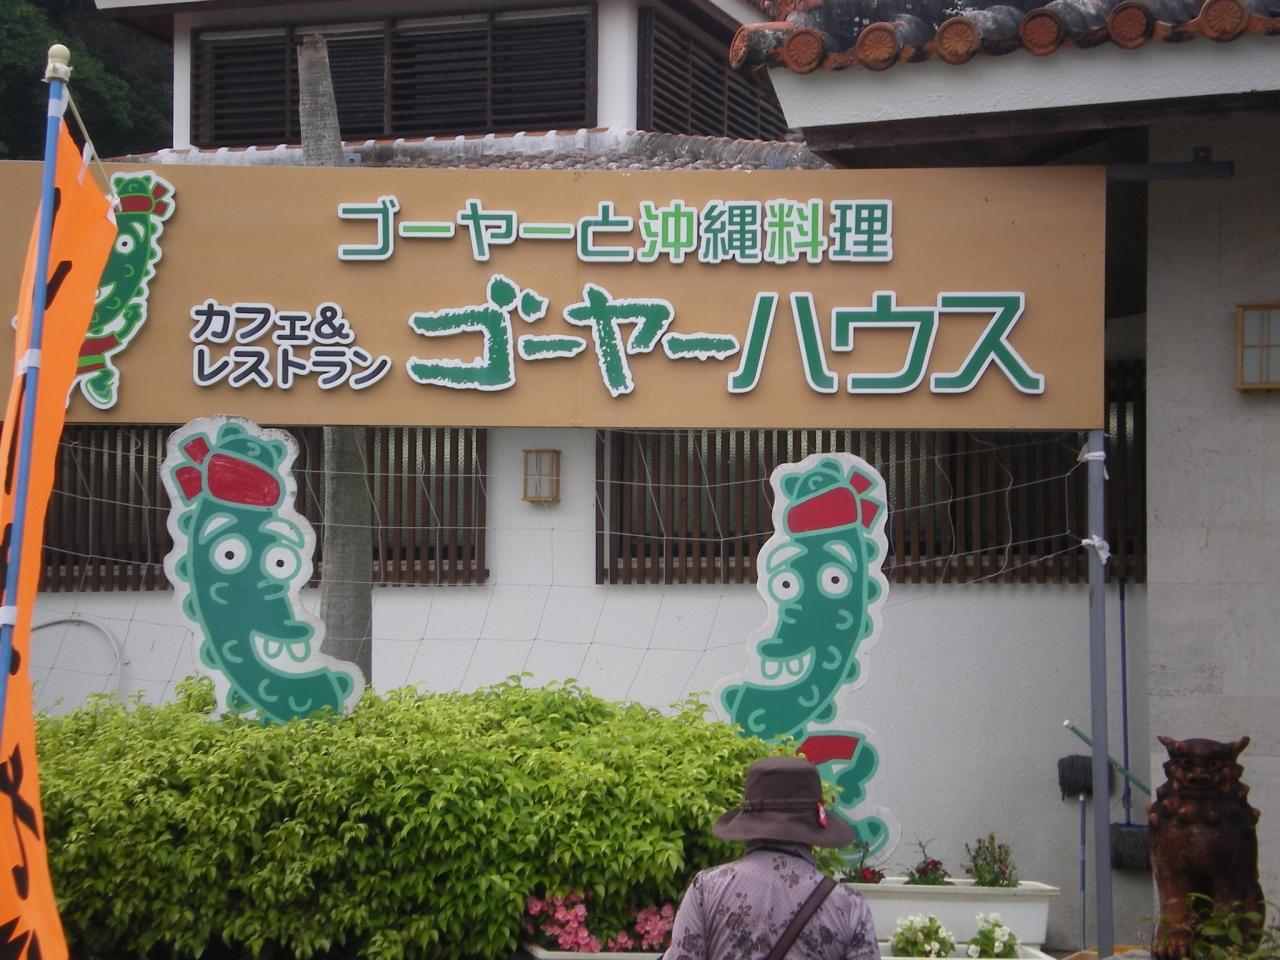 ゴーヤーと沖縄料理
カフェ&
レストラン
ゴーヤーハウス